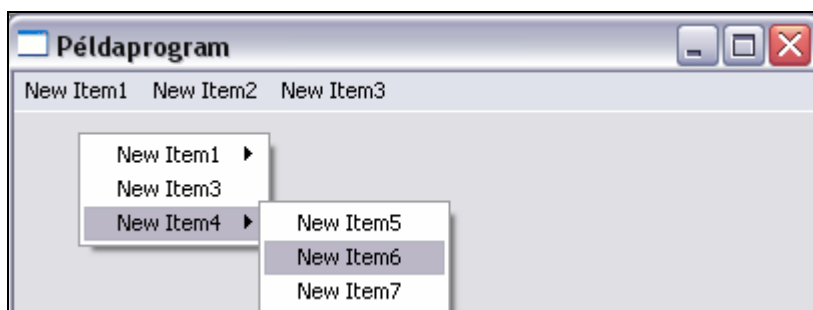 Példaprogram
New Item1 New Item2 New Item3
New Item1
New Item3
New Item4
New Item5
New Item6
New Item7